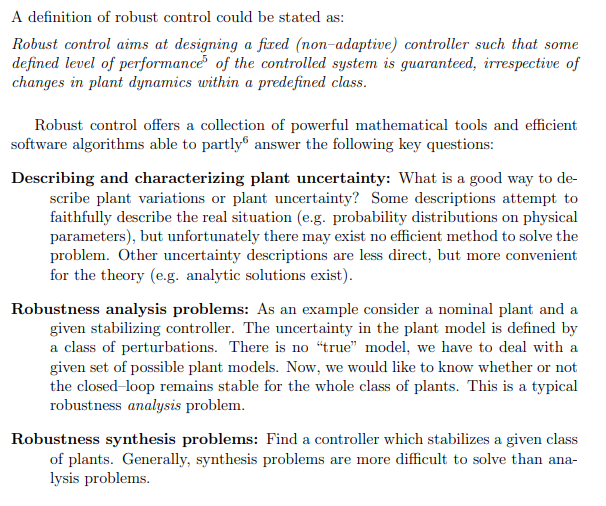 A definition of robust control could be stated as:
Robust control aims at designing a fixed (non–adaptive) controller such that some
defined level of performance⁵ of the controlled system is guaranteed, irrespective of
changes in plant dynamics within a predefined class.
Robust control offers a collection of powerful mathematical tools and efficient
software algorithms able to partly⁶ answer the following key questions:
Describing and characterizing plant uncertainty: What is a good way to de-
scribe plant variations or plant uncertainty? Some descriptions attempt to
faithfully describe the real situation (e.g. probability distributions on physical
parameters), but unfortunately there may exist no efficient method to solve the
problem. Other uncertainty descriptions are less direct, but more convenient
for the theory (e.g. analytic solutions exist).
Robustness analysis problems: As an example consider a nominal plant and a
given stabilizing controller. The uncertainty in the plant model is defined by
a class of perturbations. There is no “true” model, we have to deal with a
given set of possible plant models. Now, we would like to know whether or not
the closed–loop remains stable for the whole class of plants. This is a typical
robustness analysis problem.
Robustness synthesis problems: Find a controller which stabilizes a given class
of plants. Generally, synthesis problems are more difficult to solve than ana-
lysis problems.